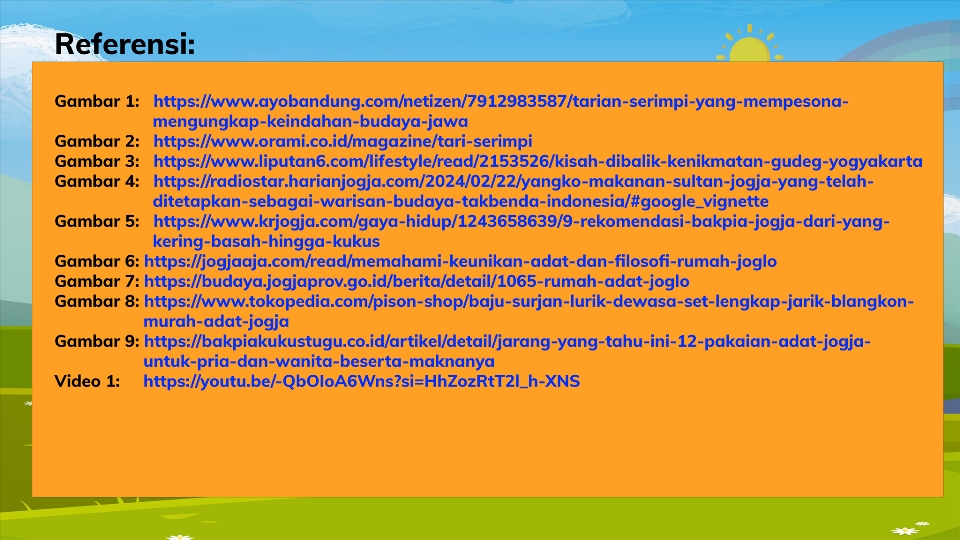 Referensi:
Gambar 1: https://www.ayobandung.com/netizen/7912983587/tarian-serimpi-yang-mempesona-
mengungkap-keindahan-budaya-jawa
Gambar 2: https://www.orami.co.id/magazine/tari-serimpi
Gambar 3: https://www.liputan6.com/lifestyle/read/2153526/kisah-dibalik-kenikmatan-gudeg-yogyakarta
Gambar 4: https://radiostar.harianjogja.com/2024/02/22/yangko-makanan-sultan-jogja-yang-telah-
ditetapkan-sebagai-warisan-budaya-takbenda-indonesia/#google_vignette
Gambar 5: https://www.krjogja.com/gaya-hidup/1243658639/9-rekomendasi-bakpia-jogja-dari-yang-
kering-basah-hingga-kukus
Gambar 6: https://jogjaaja.com/read/memahami-keunikan-adat-dan-filosofi-rumah-joglo
Gambar 7: https://budaya.jogjaprov.go.id/berita/detail/1065-rumah-adat-joglo
Gambar 8: https://www.tokopedia.com/pison-shop/baju-surjan-lurik-dewasa-set-lengkap-jarik-blangkon-
murah-adat-jogja
Gambar 9: https://bakpiakukustugu.co.id/artikel/detail/jarang-yang-tahu-ini-12-pakaian-adat-jogja-
untuk-pria-dan-wanita-beserta-maknanya
Video 1: https://youtu.be/-QbOIoA6Wns?si=HhZozRtT2l_h-XNS